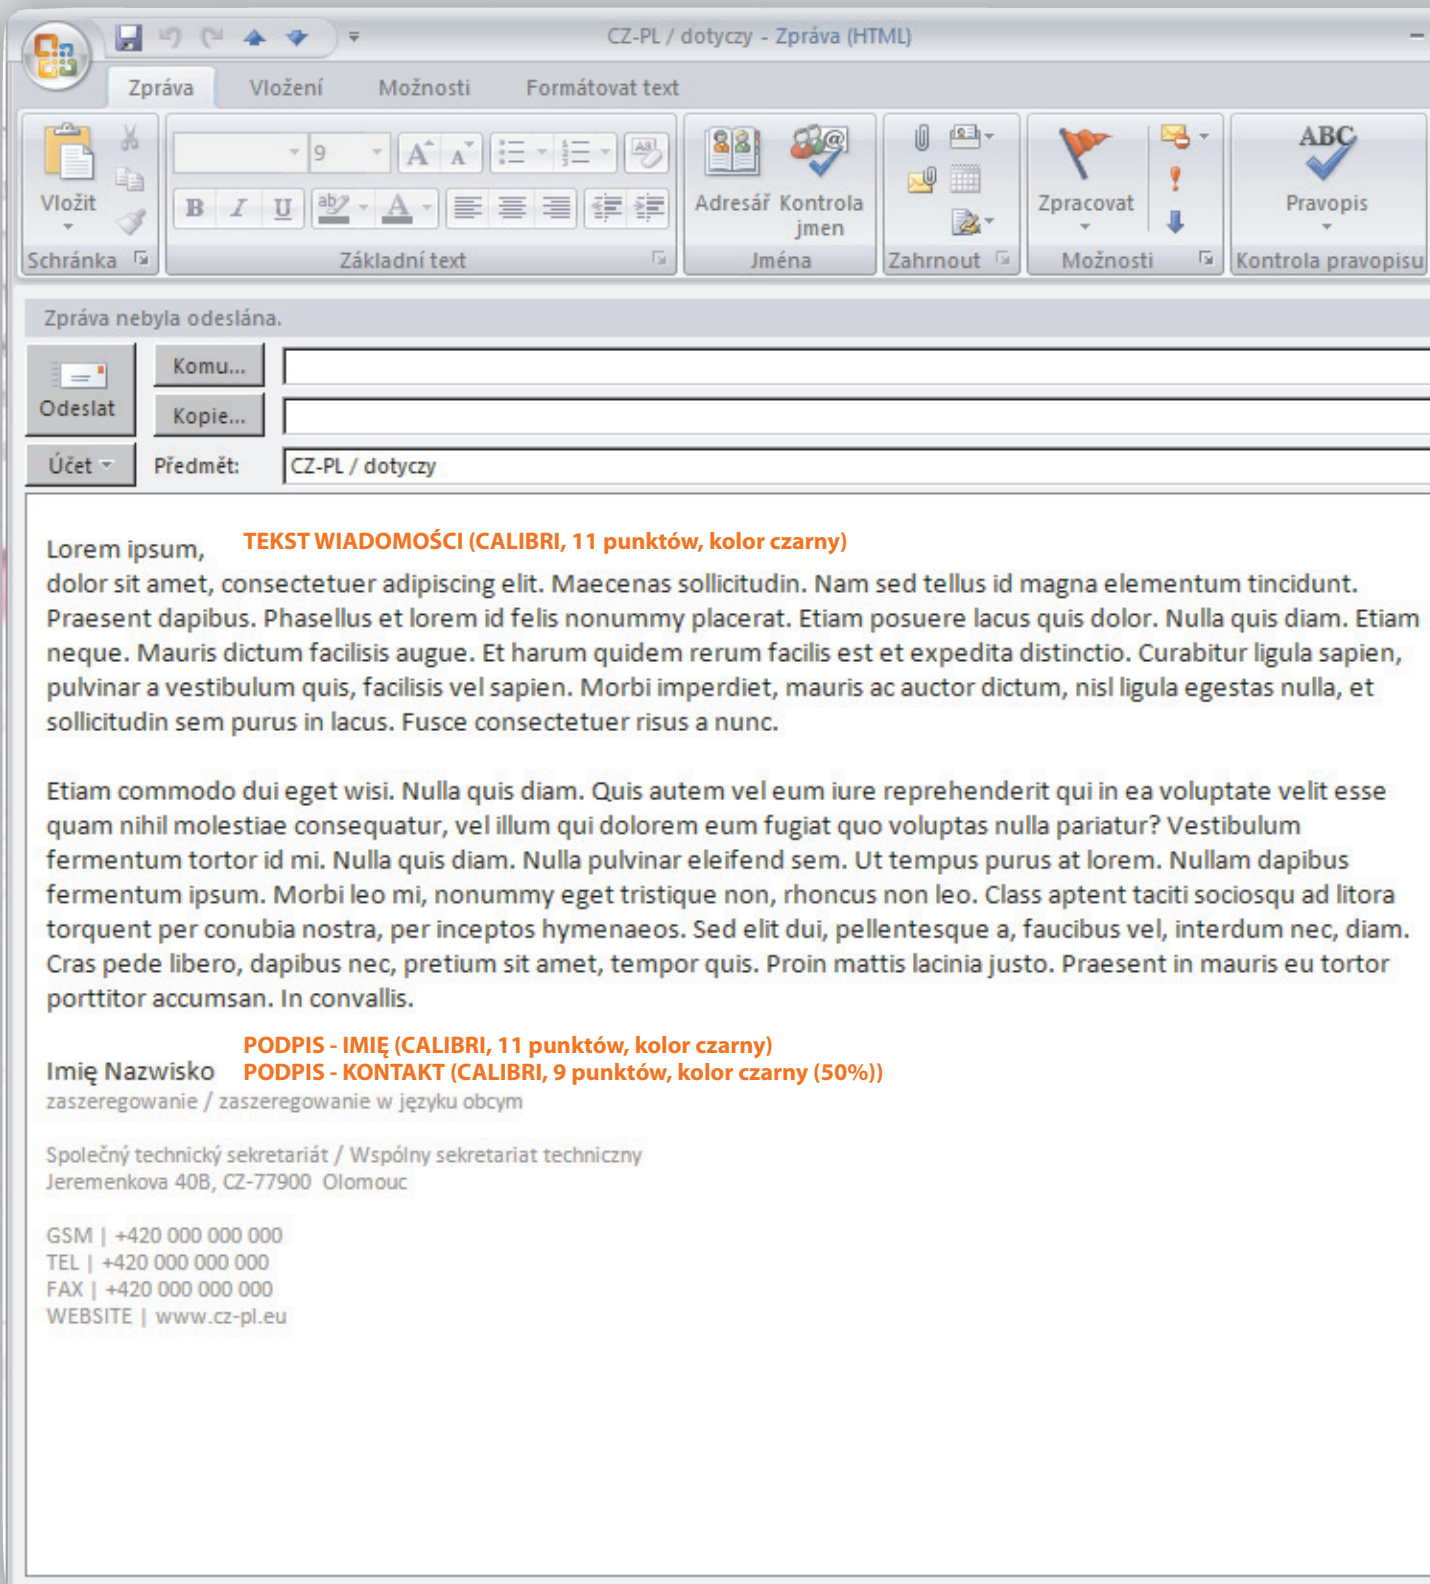 CZ-PL / dotyczy - Zpráva (HTML)
Zpráva Vložení Možnosti Formátovat text
9
Vložit
Schránka
Základní text
Adresář Kontrola jmen
Jména
Zahrnout
Zpracovat
Možnosti
ABC
Pravopis
Kontrola pravopisu
Zpráva nebyla odeslána.
Odeslat
Komu...
Kopie...
Účet
Předmět: CZ-PL / dotyczy
Lorem ipsum, TEKST WIADOMOŚCI (CALIBRI, 11 punktów, kolor czarny)
dolor sit amet, consectetuer adipiscing elit. Maecenas sollicitudin. Nam sed tellus id magna elementum tincidunt.
Praesent dapibus. Phasellus et lorem id felis nonummy placerat. Etiam posuere lacus quis dolor. Nulla quis diam. Etiam
neque. Mauris dictum facilisis augue. Et harum quidem rerum facilis est et expedita distinctio. Curabitur ligula sapien,
pulvinar a vestibulum quis, facilisis vel sapien. Morbi imperdiet, mauris ac auctor dictum, nisl ligula egestas nulla, et
sollicitudin sem purus in lacus. Fusce consectetuer risus a nunc.
Etiam commodo dui eget wisi. Nulla quis diam. Quis autem vel eum iure reprehenderit qui in ea voluptate velit esse
quam nihil molestiae consequatur, vel illum qui dolorem eum fugiat quo voluptas nulla pariatur? Vestibulum
fermentum tortor id mi. Nulla quis diam. Nulla pulvinar eleifend sem. Ut tempus purus at lorem. Nullam dapibus
fermentum ipsum. Morbi leo mi, nonummy eget tristique non, rhoncus non leo. Class aptent taciti sociosqu ad litora
torquent per conubia nostra, per inceptos hymenaeos. Sed elit dui, pellentesque a, faucibus vel, interdum nec, diam.
Cras pede libero, dapibus nec, pretium sit amet, tempor quis. Proin mattis lacinia justo. Praesent in mauris eu tortor
porttitor accumsan. In convallis.
PODPIS - IMIĘ (CALIBRI, 11 punktów, kolor czarny)
Imię Nazwisko PODPIS - KONTAKT (CALIBRI, 9 punktów, kolor czarny (50%))
zaszeregowanie / zaszeregowanie w języku obcym
Společný technický sekretariát / Wspólny sekretariat techniczny
Jeremenkova 40B, CZ-77900 Olomouc
GSM | +420 000 000 000
TEL | +420 000 000 000
FAX | +420 000 000 000
WEBSITE | www.cz-pl.eu